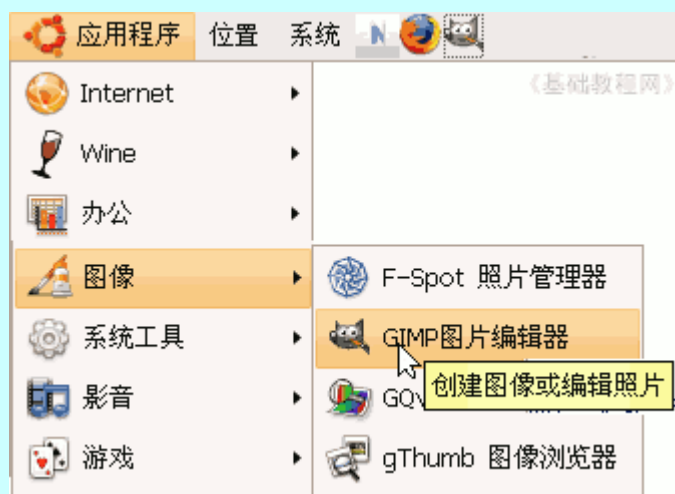 应用程序 位置 系统 N
《基础教程网》
Internet
Wine
办公
图像
系统工具
影音
游戏
F-Spot 照片管理器
GIMP图片编辑器
创建图像或编辑照片
gThumb 图像浏览器